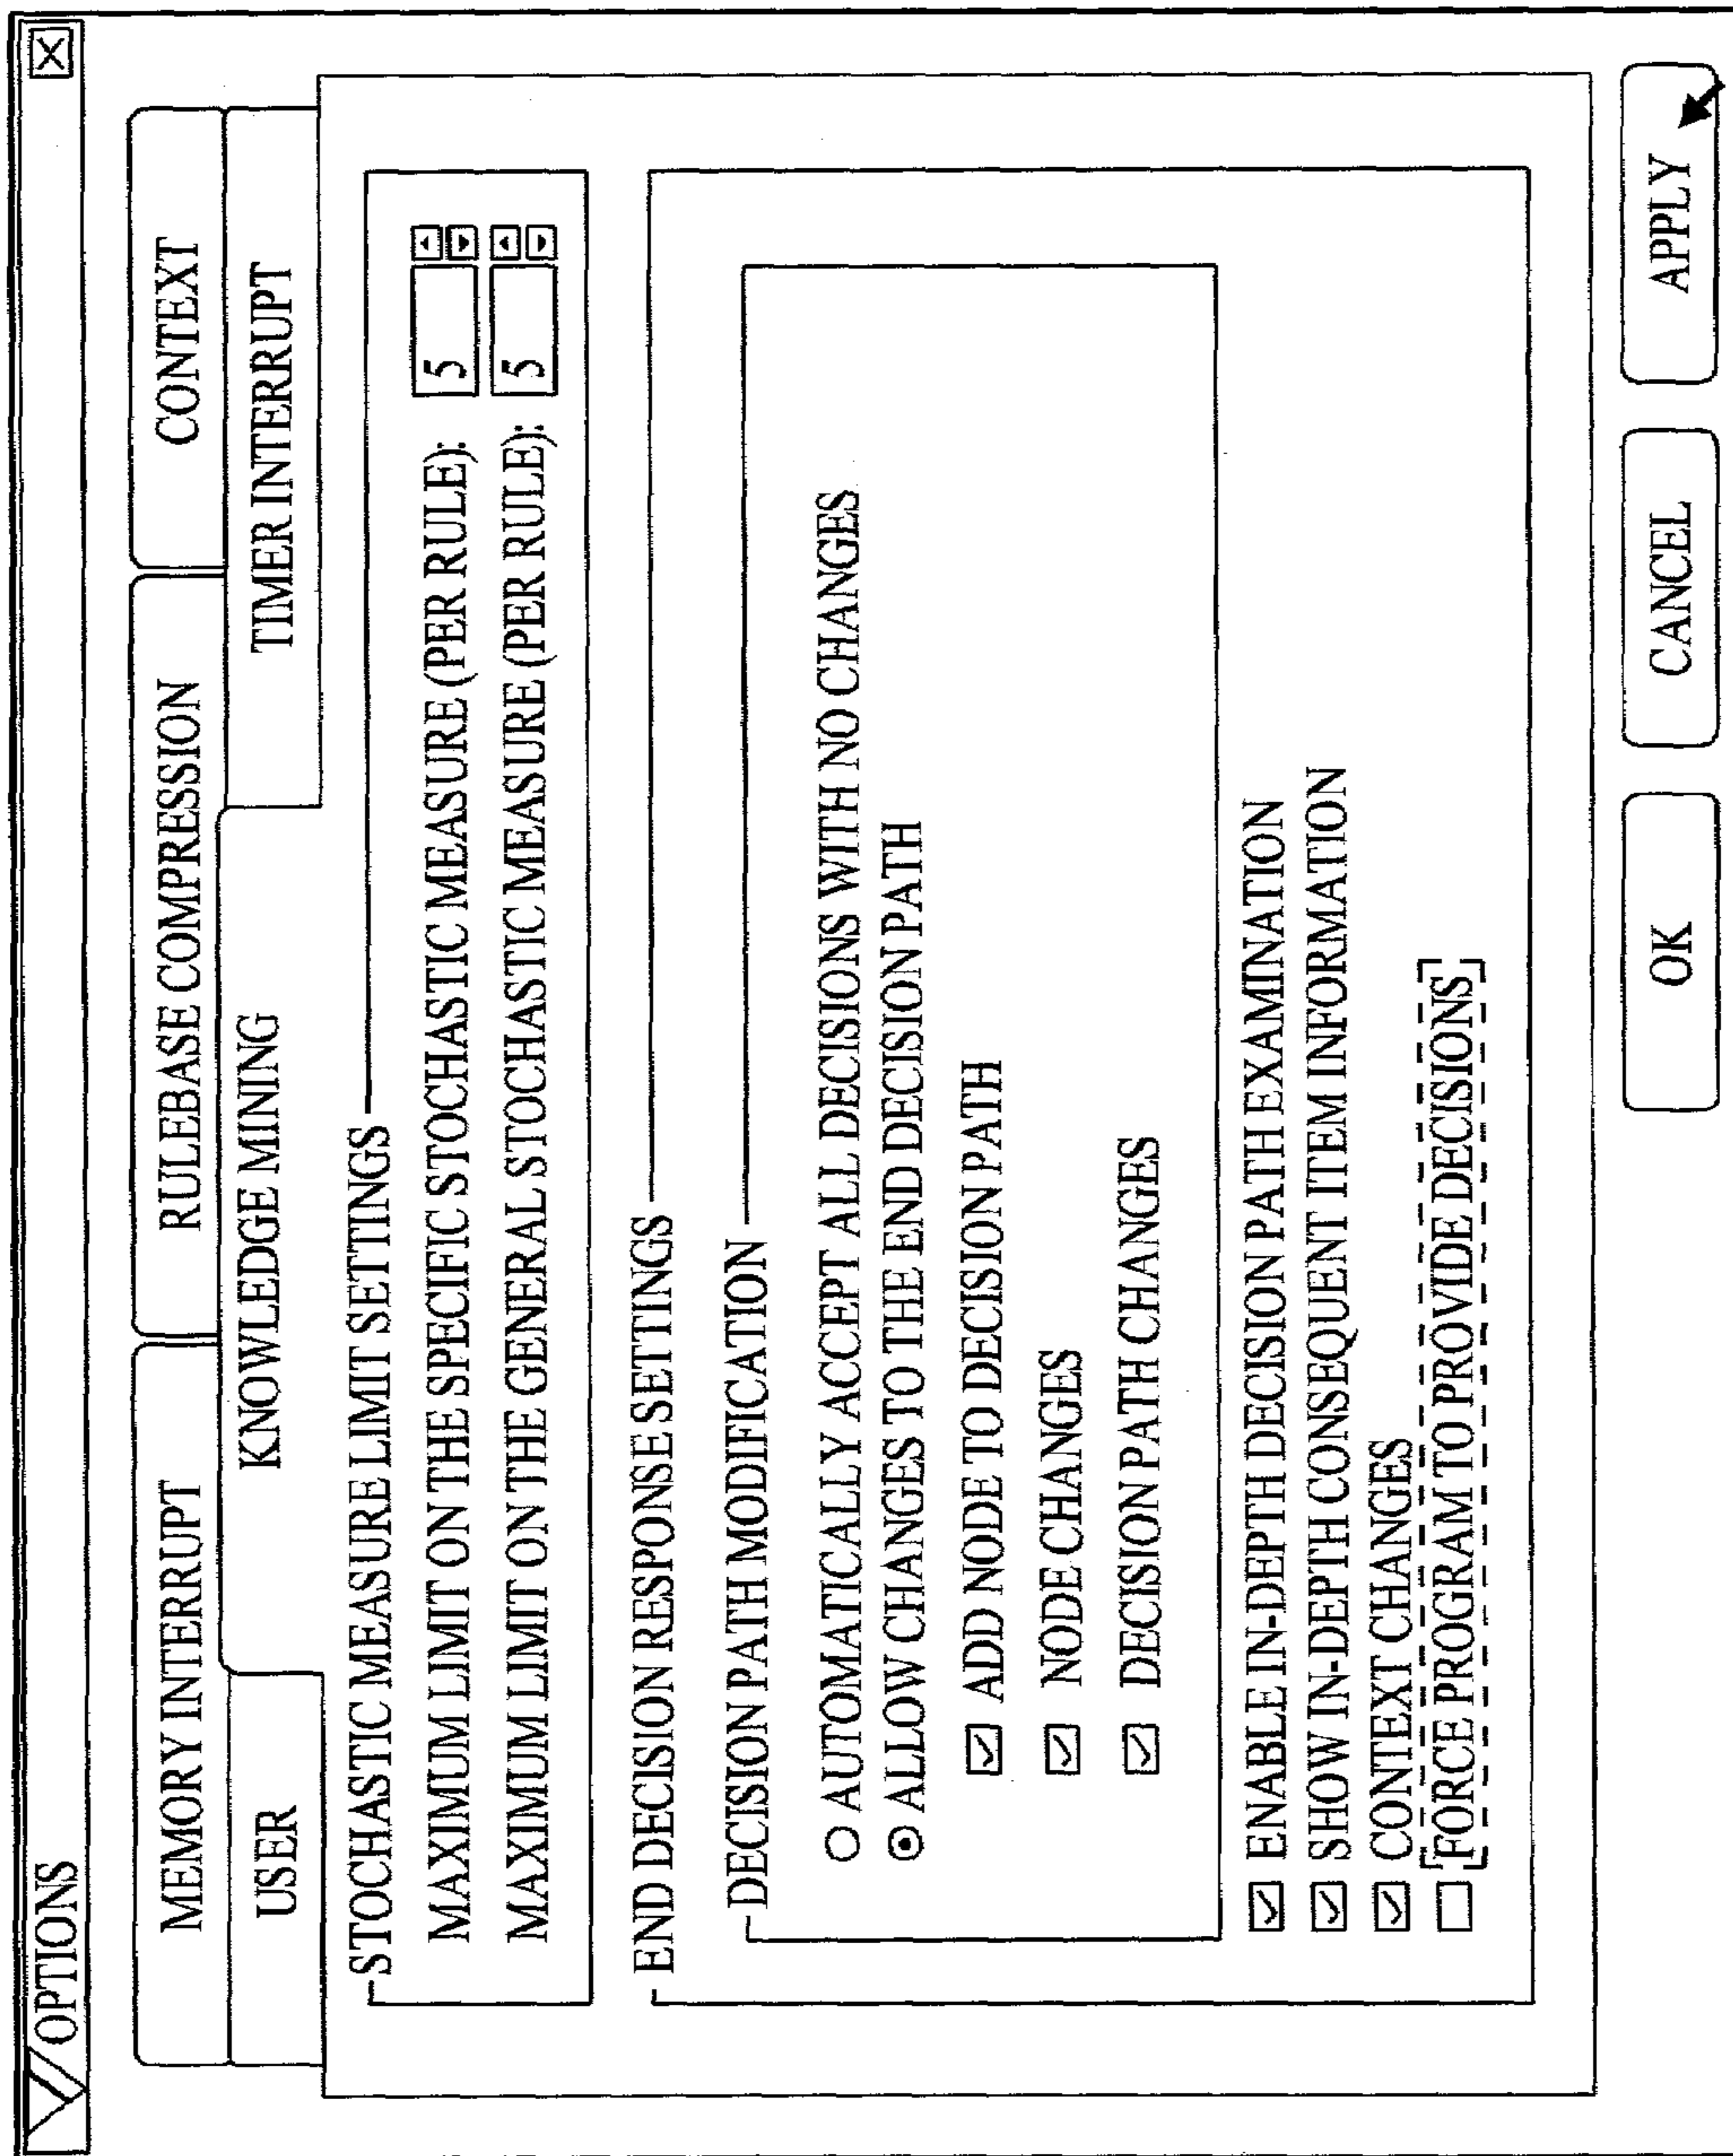 OPTIONS
MEMORY INTERRUPT
RULEBASE COMPRESSION
CONTEXT
USER
KNOWLEDGE MINING
TIMER INTERRUPT
STOCHASTIC MEASURE LIMIT SETTINGS
MAXIMUM LIMIT ON THE SPECIFIC STOCHASTIC MEASURE (PER RULE): 5
MAXIMUM LIMIT ON THE GENERAL STOCHASTIC MEASURE (PER RULE): 5
END DECISION RESPONSE SETTINGS
DECISION PATH MODIFICATION
AUTOMATICALLY ACCEPT ALL DECISIONS WITH NO CHANGES
ALLOW CHANGES TO THE END DECISION PATH
ADD NODE TO DECISION PATH
NODE CHANGES
DECISION PATH CHANGES
ENABLE IN-DEPTH DECISION PATH EXAMINATION
SHOW IN-DEPTH CONSEQUENT ITEM INFORMATION
CONTEXT CHANGES
FORCE PROGRAM TO PROVIDE DECISIONS
OK
CANCEL
APPLY